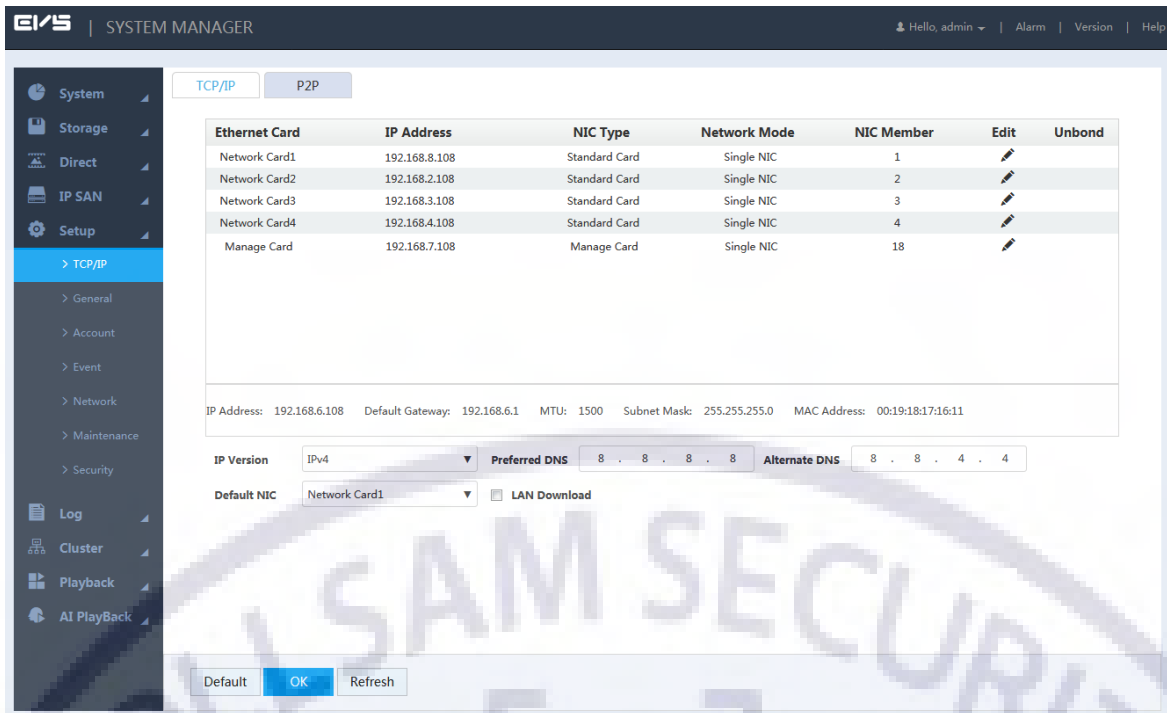 EVS | SYSTEM MANAGER
Hello, admin | Alarm | Version | Help
System
Storage
Direct
IP SAN
Setup
> TCP/IP
> General
> Account
> Event
> Network
> Maintenance
> Security
Log
Cluster
Playback
AI PlayBack
TCP/IP P2P
Ethernet Card IP Address NIC Type Network Mode NIC Member Edit Unbond
Network Card1 192.168.8.108 Standard Card Single NIC 1
Network Card2 192.168.2.108 Standard Card Single NIC 2
Network Card3 192.168.3.108 Standard Card Single NIC 3
Network Card4 192.168.4.108 Standard Card Single NIC 4
Manage Card 192.168.7.108 Manage Card Single NIC 18
IP Address: 192.168.6.108 Default Gateway: 192.168.6.1 MTU: 1500 Subnet Mask: 255.255.255.0 MAC Address: 00:19:18:17:16:11
IP Version IPv4 Preferred DNS 8 . 8 . 8 . 8 Alternate DNS 8 . 8 . 4 . 4
Default NIC Network Card1 LAN Download
Default OK Refresh
SAM